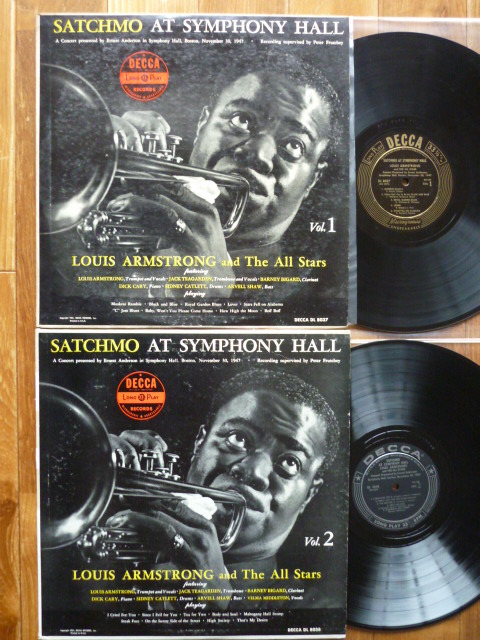 SATCHMO AT SYMPHONY HALL
A Concert presented by Ernest Anderson in Symphony Hall, Boston, November 30, 1947 · Recording supervised by Peter Frantley
DECCA
LONG PLAY
RECORDS
Vol. 1
LOUIS ARMSTRONG and The All Stars
featuring
LOUIS ARMSTRONG, Trumpet and Vocals · JACK TEAGARDEN, Trombone and Vocals · BARNEY BIGARD, Clarinet
DICK CARY, Piano · SIDNEY CATLETT, Drums · ARVELL SHAW, Bass
playing
Muskrat Ramble · Black and Blue · Royal Garden Blues · Lover · Stars Fell on Alabama
"C" Jam Blues · Baby, Won't You Please Come Home · How High the Moon · Boff Boff
DECCA DL 8037
DECCA
SATCHMO AT SYMPHONY HALL
LOUIS ARMSTRONG
SATCHMO AT SYMPHONY HALL
A Concert presented by Ernest Anderson in Symphony Hall, Boston, November 30, 1947 · Recording supervised by Peter Frantley
DECCA
LONG PLAY
RECORDS
Vol. 2
LOUIS ARMSTRONG and The All Stars
featuring
LOUIS ARMSTRONG, Trumpet and Vocals · JACK TEAGARDEN, Trombone · BARNEY BIGARD, Clarinet
DICK CARY, Piano · SIDNEY CATLETT, Drums · ARVELL SHAW, Bass · VELMA MIDDLETON, Vocals
playing
I Cried For You · Since I Fell for You · Tea for Two · Body and Soul · Mahogany Hall Stomp
Steak Face · On the Sunny Side of the Street · High Society · That's My Desire
DECCA DL 8038
DECCA